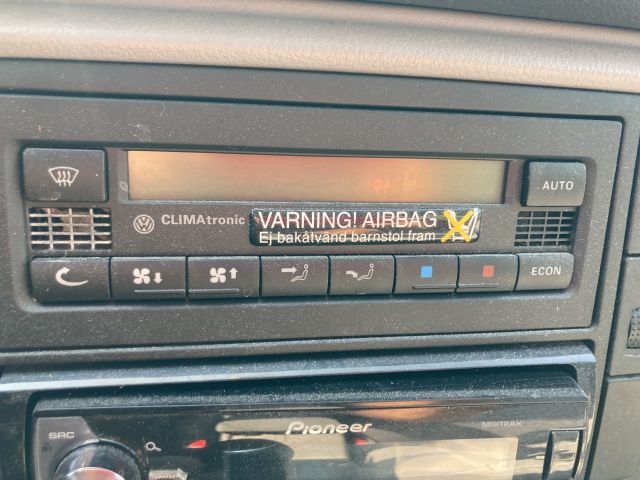 AUTO
CLIMAtronic
VARNING! AIRBAG
Ej bakåtvänd barnstol fram
ECON
SRC
Pioneer
MIXTRAX